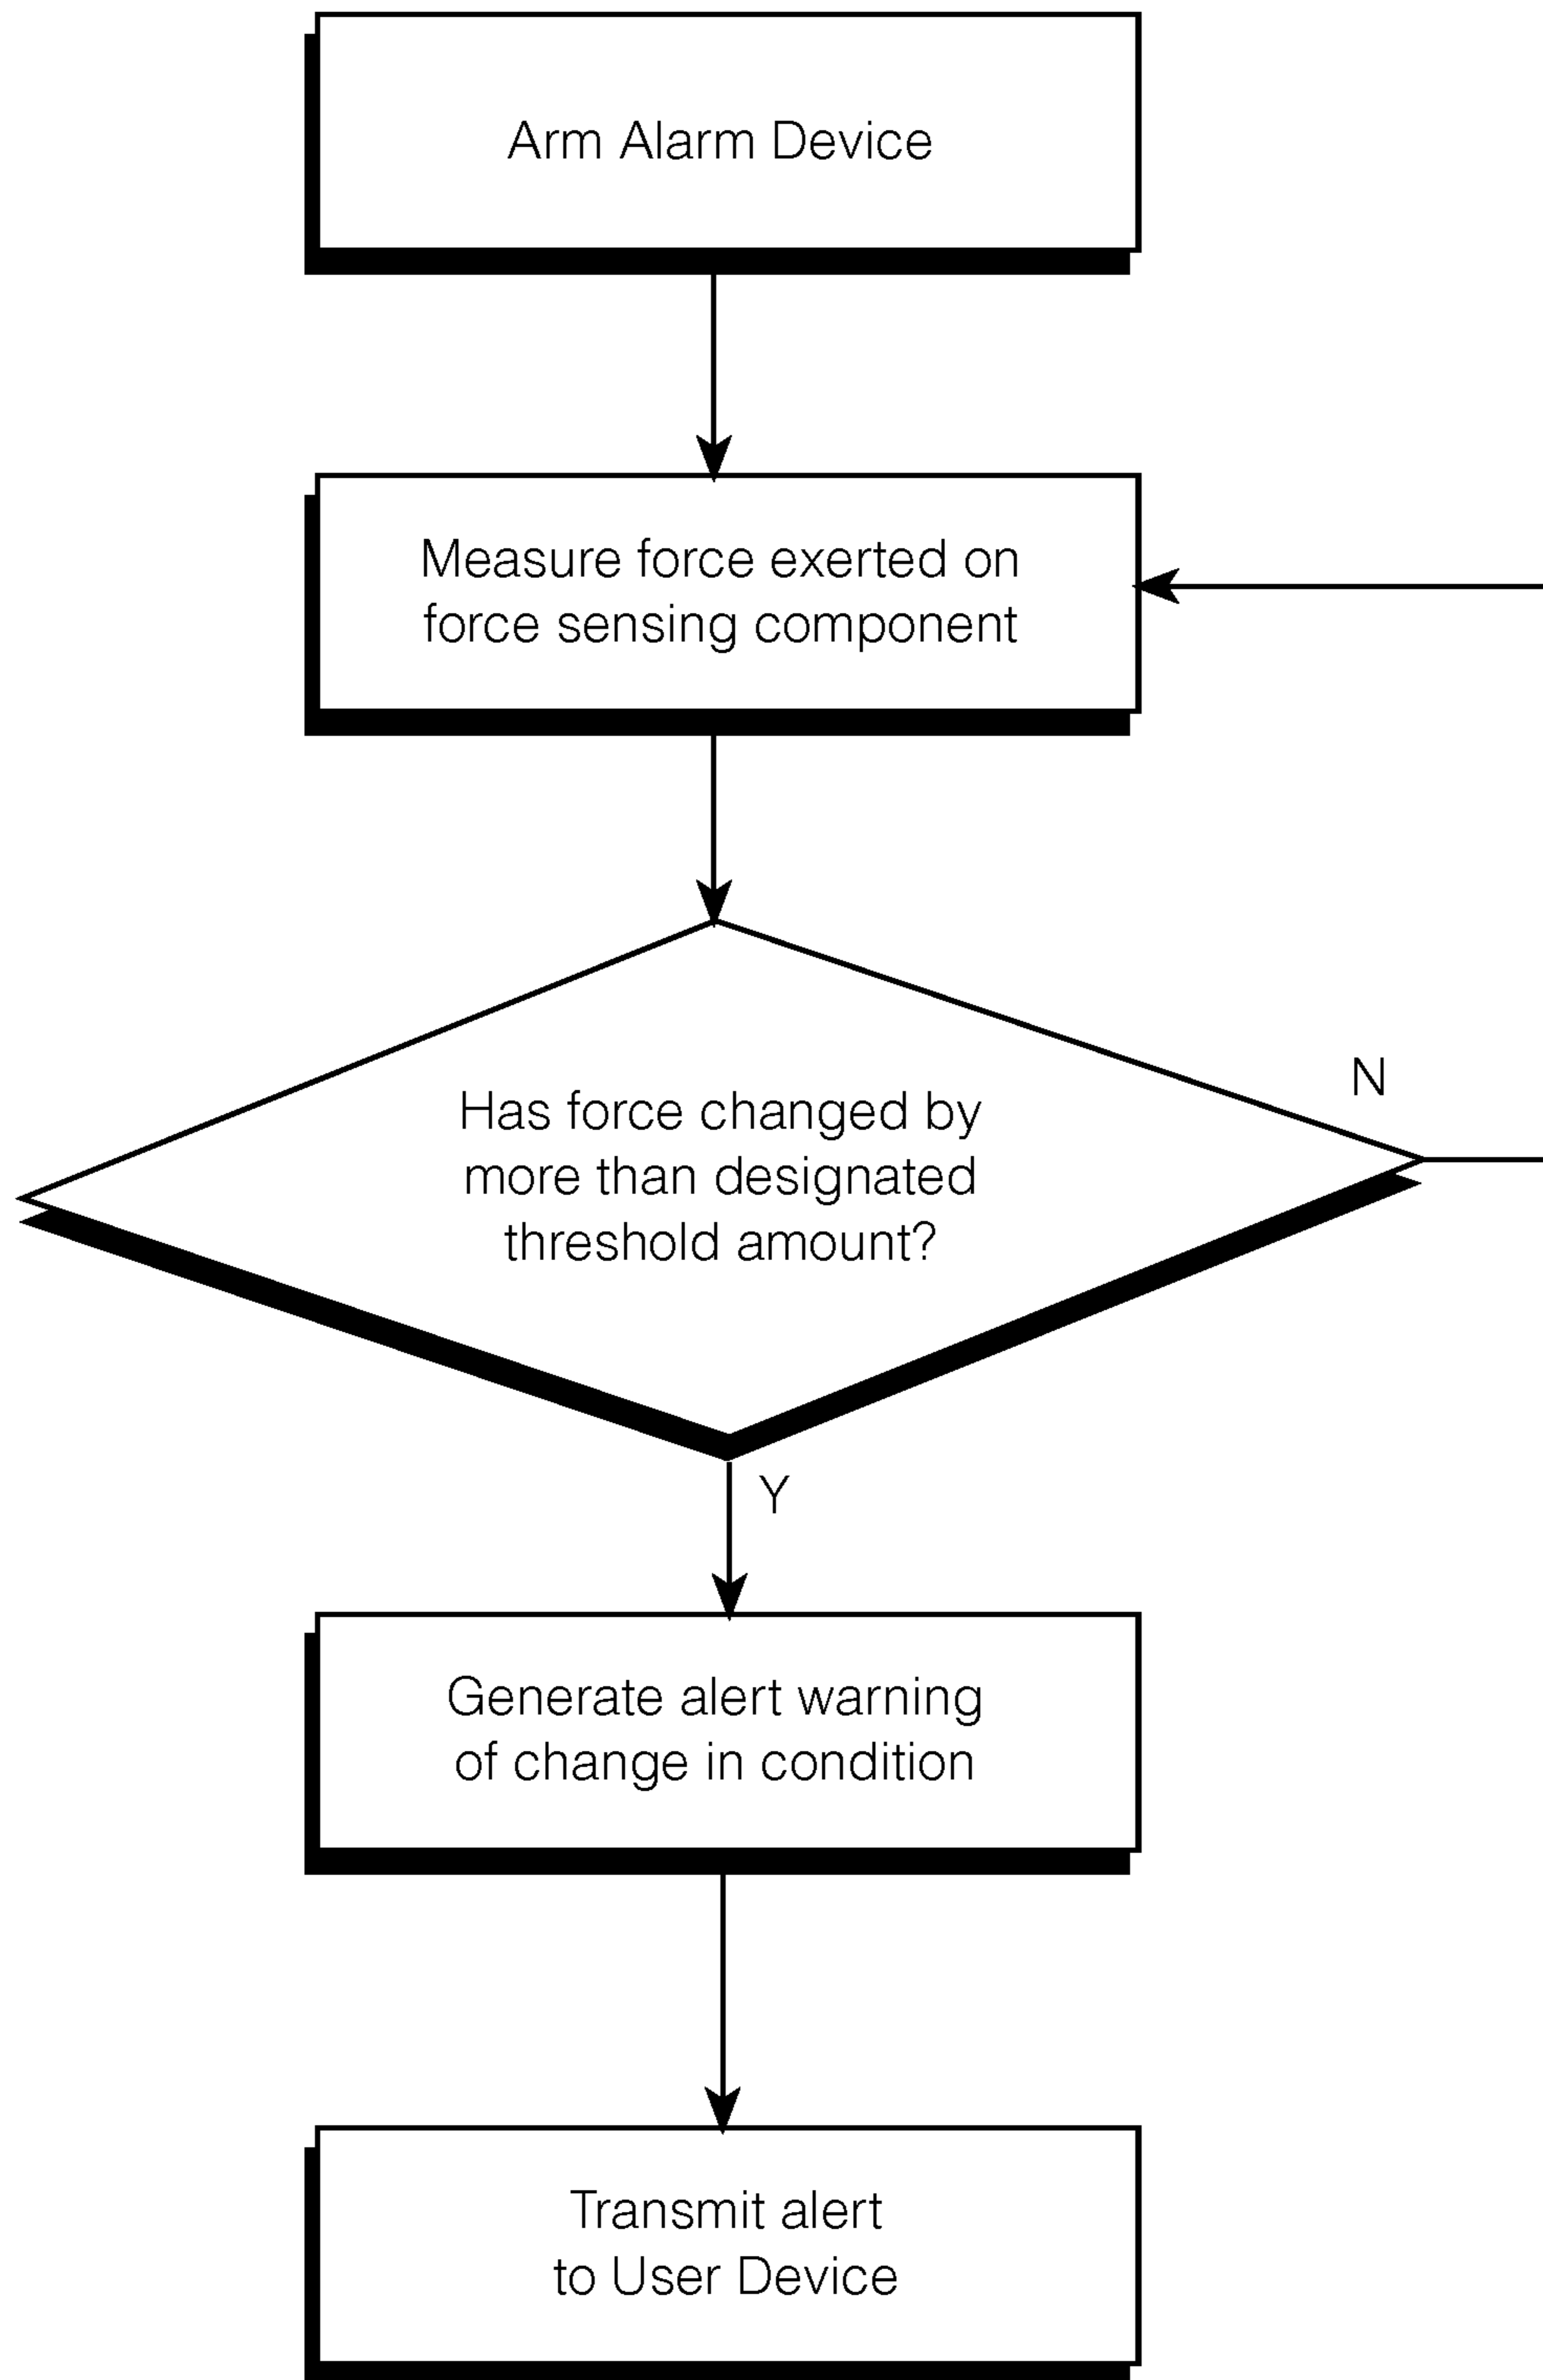 Arm Alarm Device
Measure force exerted on
force sensing component
Has force changed by
more than designated
threshold amount?
N
Y
Generate alert warning
of change in condition
Transmit alert
to User Device